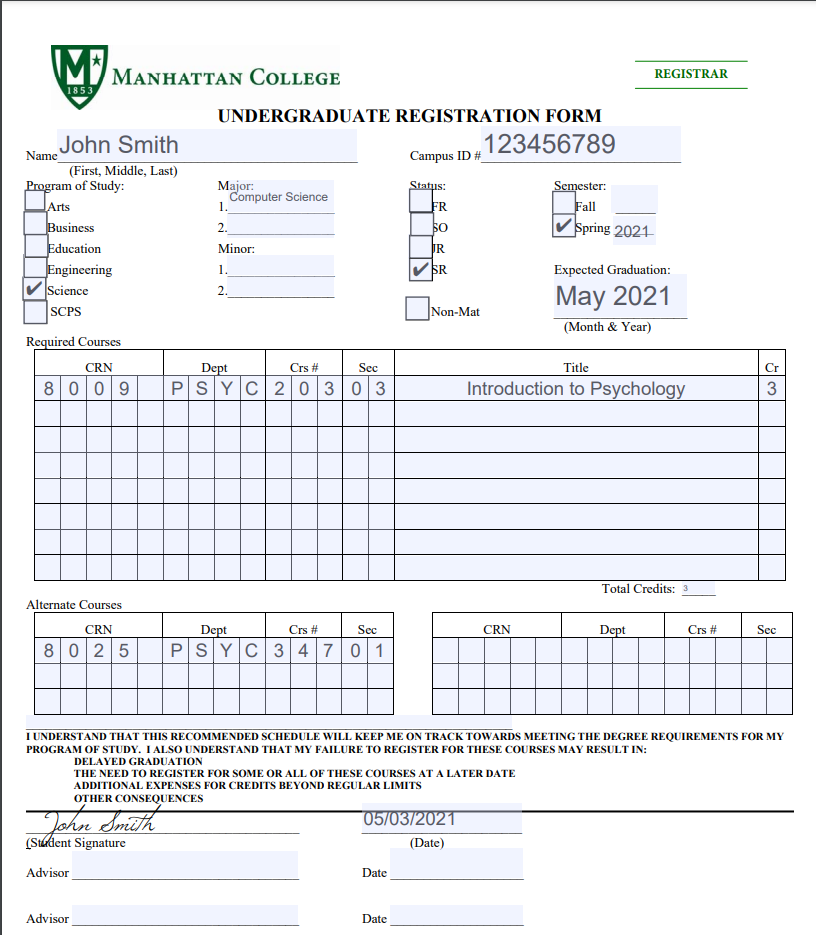 MANHATTAN COLLEGE
1853
REGISTRAR
UNDERGRADUATE REGISTRATION FORM
Name John Smith Campus ID # 123456789
(First, Middle, Last)
Program of Study: Major: Status: Semester:
Arts 1. Computer Science FR Fall
Business 2. SO ✔ Spring 2021
Education Minor: JR
Engineering 1. ✔ SR Expected Graduation:
✔ Science 2. May 2021
SCPS Non-Mat (Month & Year)
Required Courses
CRN Dept Crs # Sec Title Cr
8 0 0 9 P S Y C 2 0 3 0 3 Introduction to Psychology 3
Total Credits: 3
Alternate Courses
CRN Dept Crs # Sec CRN Dept Crs # Sec
8 0 2 5 P S Y C 3 4 7 0 1
I UNDERSTAND THAT THIS RECOMMENDED SCHEDULE WILL KEEP ME ON TRACK TOWARDS MEETING THE DEGREE REQUIREMENTS FOR MY
PROGRAM OF STUDY. I ALSO UNDERSTAND THAT MY FAILURE TO REGISTER FOR THESE COURSES MAY RESULT IN:
DELAYED GRADUATION
THE NEED TO REGISTER FOR SOME OR ALL OF THESE COURSES AT A LATER DATE
ADDITIONAL EXPENSES FOR CREDITS BEYOND REGULAR LIMITS
OTHER CONSEQUENCES
John Smith 05/03/2021
(Student Signature (Date)
Advisor Date
Advisor Date